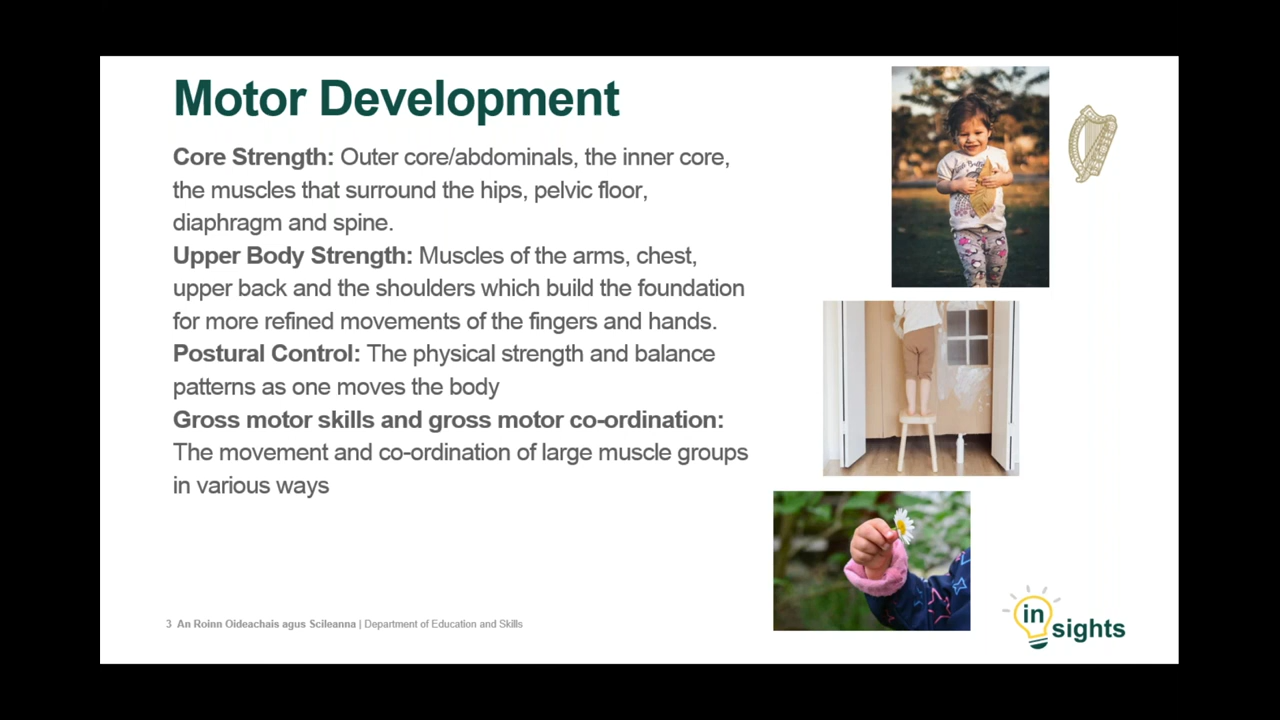 Motor Development
Core Strength: Outer core/abdominals, the inner core,
the muscles that surround the hips, pelvic floor,
diaphragm and spine.
Upper Body Strength: Muscles of the arms, chest,
upper back and the shoulders which build the foundation
for more refined movements of the fingers and hands.
Postural Control: The physical strength and balance
patterns as one moves the body
Gross motor skills and gross motor co-ordination:
The movement and co-ordination of large muscle groups
in various ways
3 An Roinn Oideachais agus Scileanna | Department of Education and Skills
in
sights